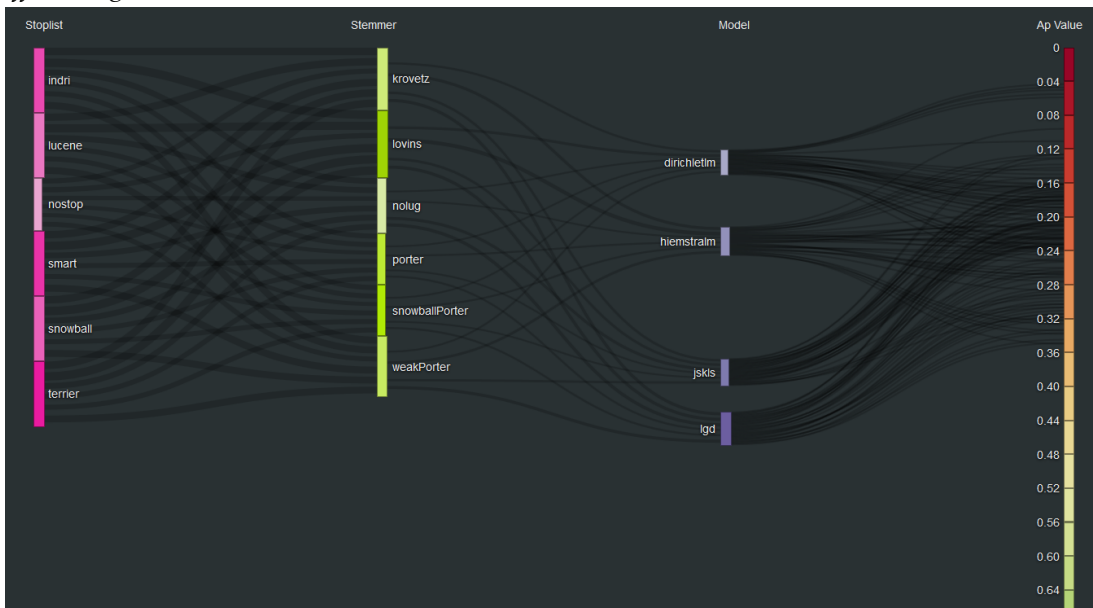 Stoplist Stemmer Model Ap Value
indri
lucene
nostop
smart
snowball
terrier
krovetz
lovins
nolug
porter
snowballPorter
weakPorter
dirichletlm
hiemstralm
jskls
lgd
0
0.04
0.08
0.12
0.16
0.20
0.24
0.28
0.32
0.36
0.40
0.44
0.48
0.52
0.56
0.60
0.64